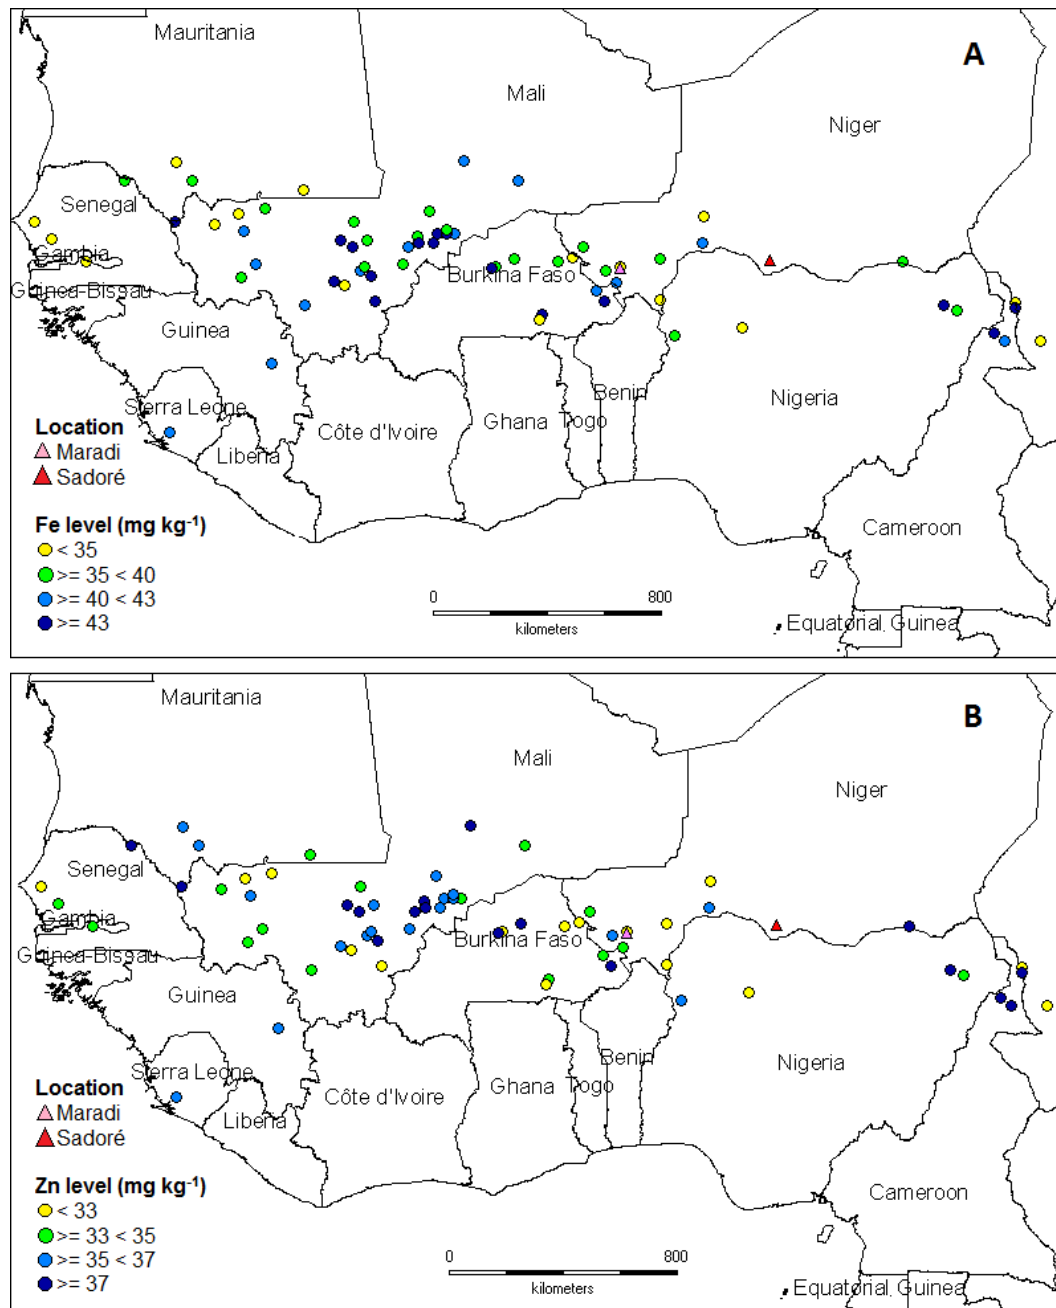 Mauritania
A
Mali
Niger
Senegal
Gambia
Burkina Faso
Guinea-Bissau
Guinea
Benin
Sierra Leone
Nigeria
Ghana
Togo
Côte d'Ivoire
Liberia
Location
Maradi
Sadoré
Cameroon
Fe level (mg kg-1)
< 35
>= 35 < 40
>= 40 < 43
>= 43
0 800
kilometers
Equatorial Guinea
Mauritania
B
Mali
Niger
Senegal
Gambia
Burkina Faso
Guinea-Bissau
Guinea
Benin
Sierra Leone
Nigeria
Ghana
Togo
Côte d'Ivoire
Liberia
Location
Maradi
Sadoré
Cameroon
Zn level (mg kg-1)
< 33
>= 33 < 35
>= 35 < 37
>= 37
0 800
kilometers
Equatorial Guinea